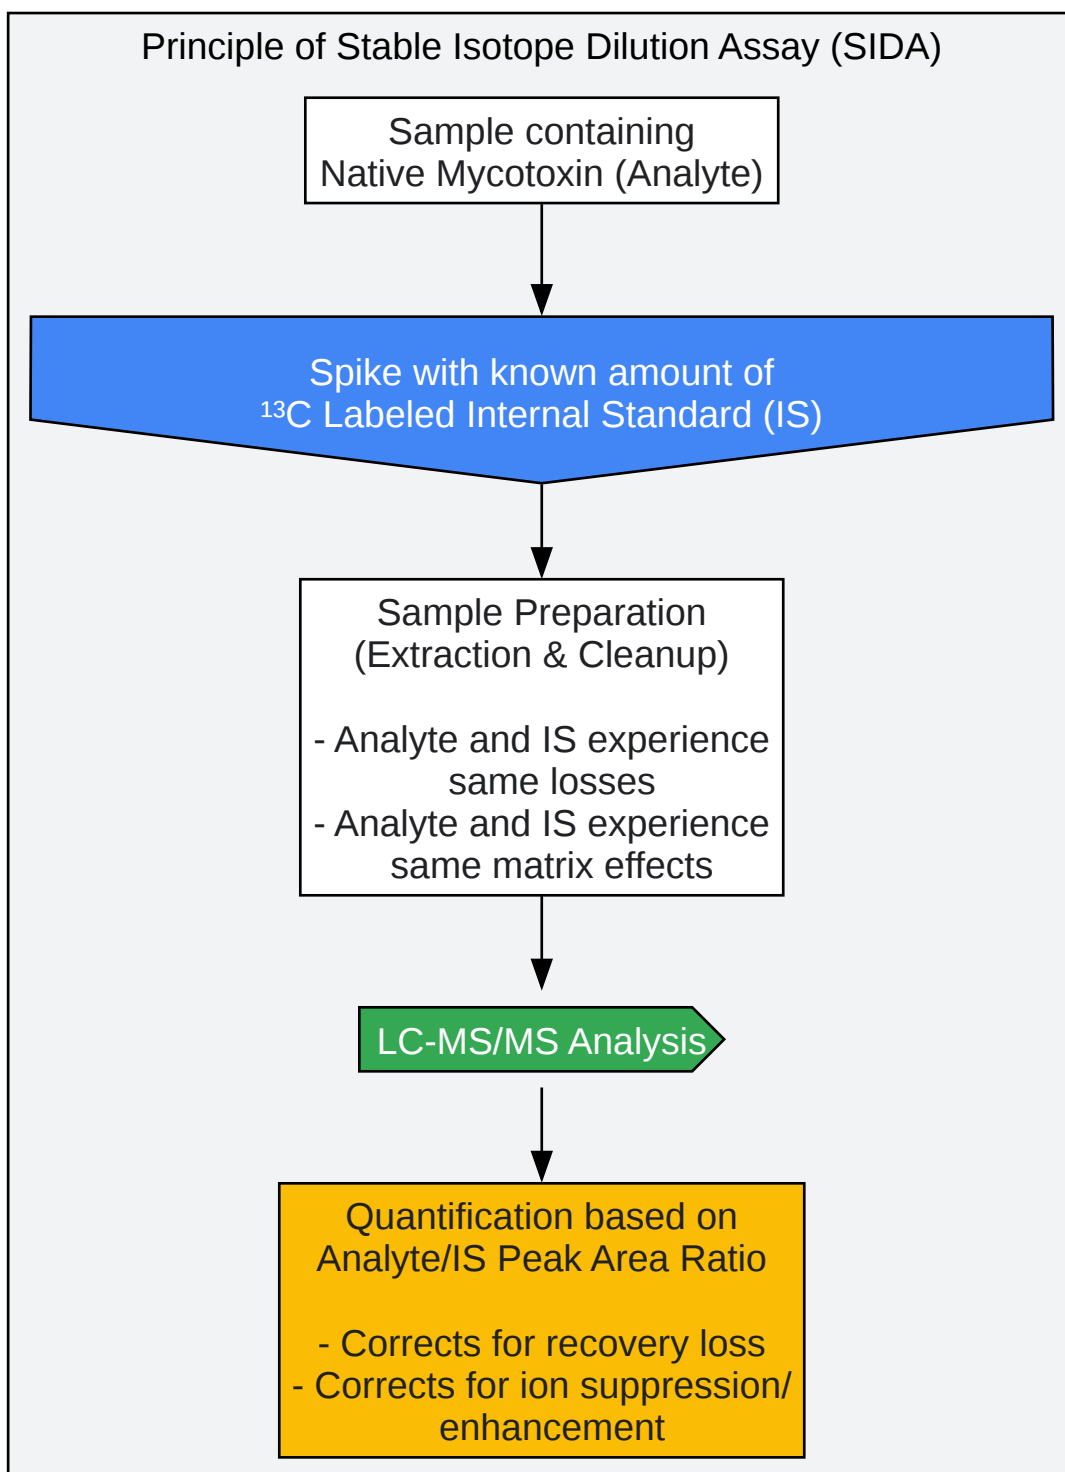 Principle of Stable Isotope Dilution Assay (SIDA)
Sample containing
Native Mycotoxin (Analyte)
Spike with known amount of
¹³C Labeled Internal Standard (IS)
Sample Preparation
(Extraction & Cleanup)
- Analyte and IS experience
same losses
- Analyte and IS experience
same matrix effects
LC-MS/MS Analysis
Quantification based on
Analyte/IS Peak Area Ratio
- Corrects for recovery loss
- Corrects for ion suppression/
enhancement